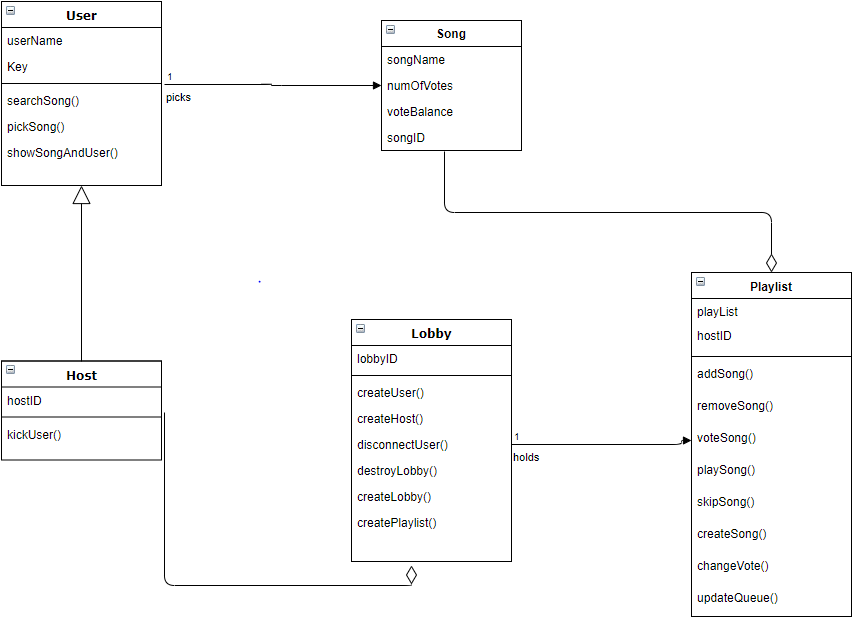 User
userName
Key
searchSong()
pickSong()
showSongAndUser()
1
picks
Song
songName
numOfVotes
voteBalance
songID
Host
hostID
kickUser()
Lobby
lobbyID
createUser()
createHost()
disconnectUser()
destroyLobby()
createLobby()
createPlaylist()
1
holds
Playlist
playList
hostID
addSong()
removeSong()
voteSong()
playSong()
skipSong()
createSong()
changeVote()
updateQueue()